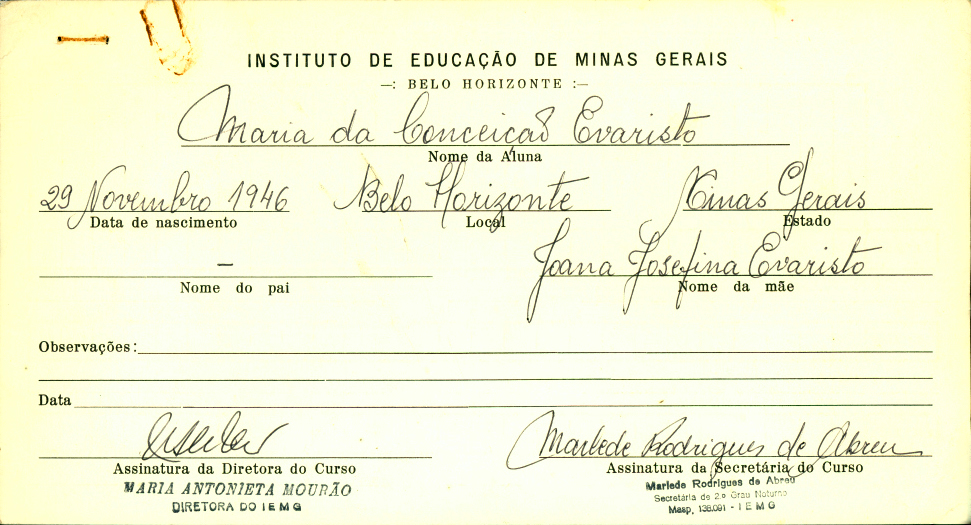 INSTITUTO DE EDUCAÇÃO DE MINAS GERAIS
—: BELO HORIZONTE :—
Maria da Conceição Evaristo
Nome da Aluna
29 Novembro 1946 Belo Horizonte Minas Gerais
Data de nascimento Local Estado
— Joana Josefina Evaristo
Nome do pai Nome da mãe
Observações:
Data
Marlede Rodrigues de Abreu
Assinatura da Diretora do Curso Assinatura da Secretária do Curso
MARIA ANTONIETA MOURÃO Marlede Rodrigues de Abreu
DIRETORA DO IEMG Secretária de 2.º Grau Noturno
Masp, 138.091 - I E M G